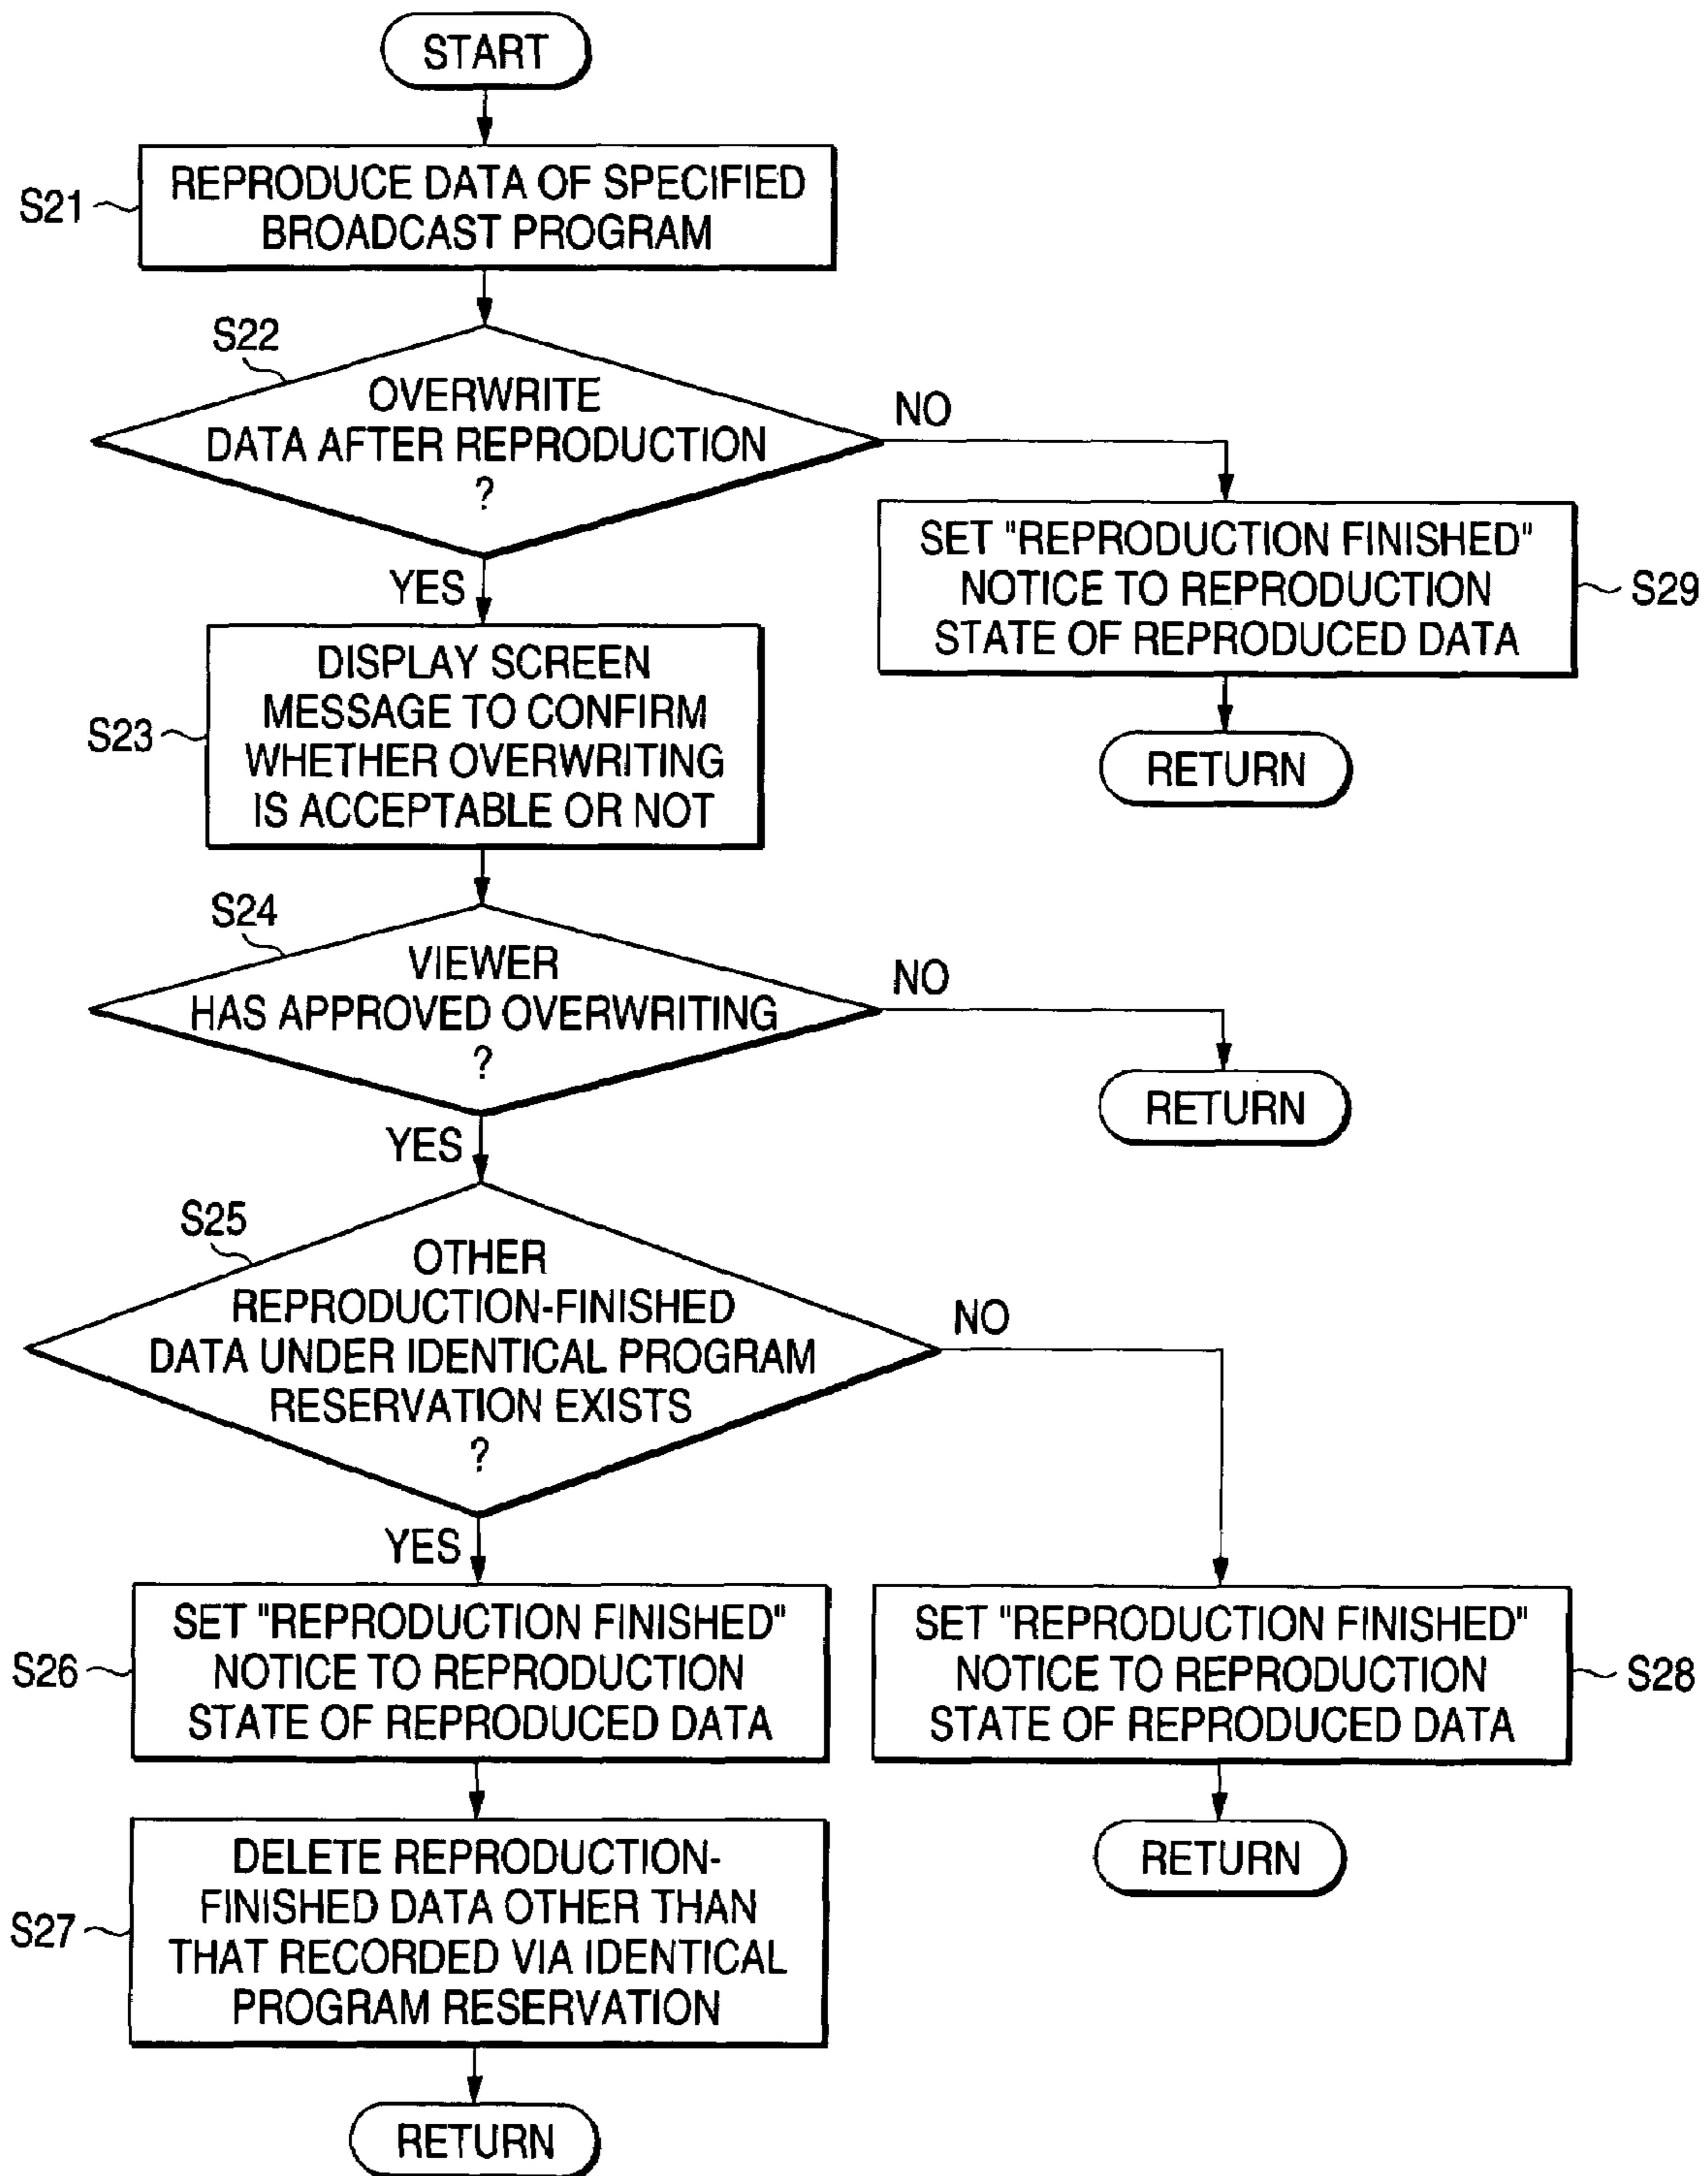 START
S21
REPRODUCE DATA OF SPECIFIED
BROADCAST PROGRAM
S22
OVERWRITE
DATA AFTER REPRODUCTION
?
NO
YES
SET "REPRODUCTION FINISHED"
NOTICE TO REPRODUCTION
STATE OF REPRODUCED DATA
S29
RETURN
S23
DISPLAY SCREEN
MESSAGE TO CONFIRM
WHETHER OVERWRITING
IS ACCEPTABLE OR NOT
S24
VIEWER
HAS APPROVED OVERWRITING
?
NO
RETURN
YES
S25
OTHER
REPRODUCTION-FINISHED
DATA UNDER IDENTICAL PROGRAM
RESERVATION EXISTS
?
NO
YES
S26
SET "REPRODUCTION FINISHED"
NOTICE TO REPRODUCTION
STATE OF REPRODUCED DATA
SET "REPRODUCTION FINISHED"
NOTICE TO REPRODUCTION
STATE OF REPRODUCED DATA
S28
RETURN
S27
DELETE REPRODUCTION-
FINISHED DATA OTHER THAN
THAT RECORDED VIA IDENTICAL
PROGRAM RESERVATION
RETURN